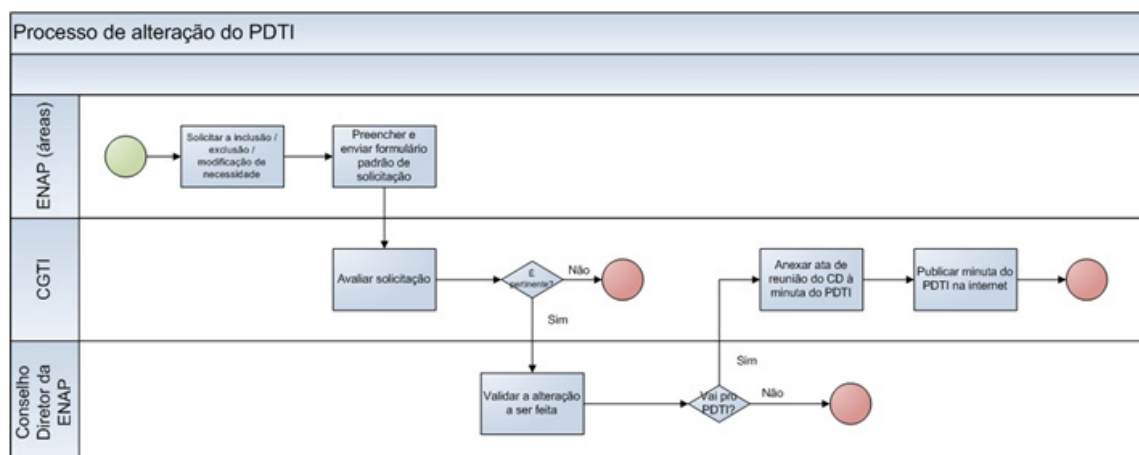 Processo de alteração do PDTI
ENAP (áreas)
Solicitar a inclusão /
exclusão /
modificação de
necessidade
Preencher e
enviar formulário
padrão de
solicitação
CGTI
Avaliar solicitação
É
pertinente?
Não
Sim
Anexar ata de
reunião do CD à
minuta do PDTI
Publicar minuta do
PDTI na internet
Conselho
Diretor da
ENAP
Validar a alteração
a ser feita
Vai pro
PDTI?
Sim
Não